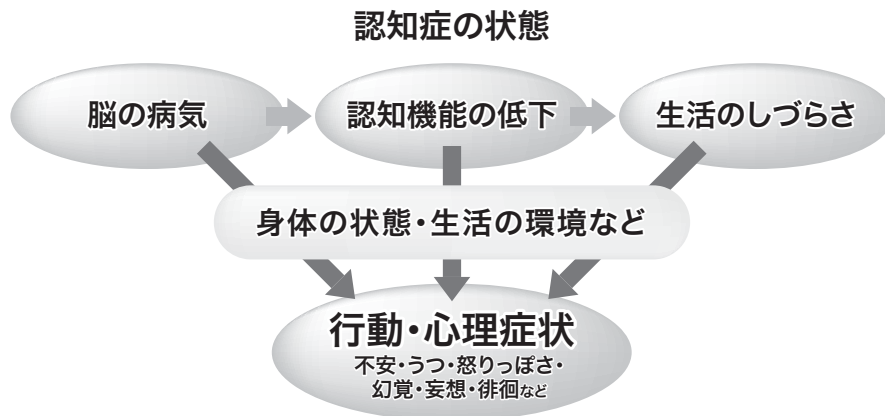 認知症の状態
脳の病気
認知機能の低下
生活のしづらさ
身体の状態・生活の環境など
行動・心理症状
不安・うつ・怒りっぽさ・
幻覚・妄想・徘徊など